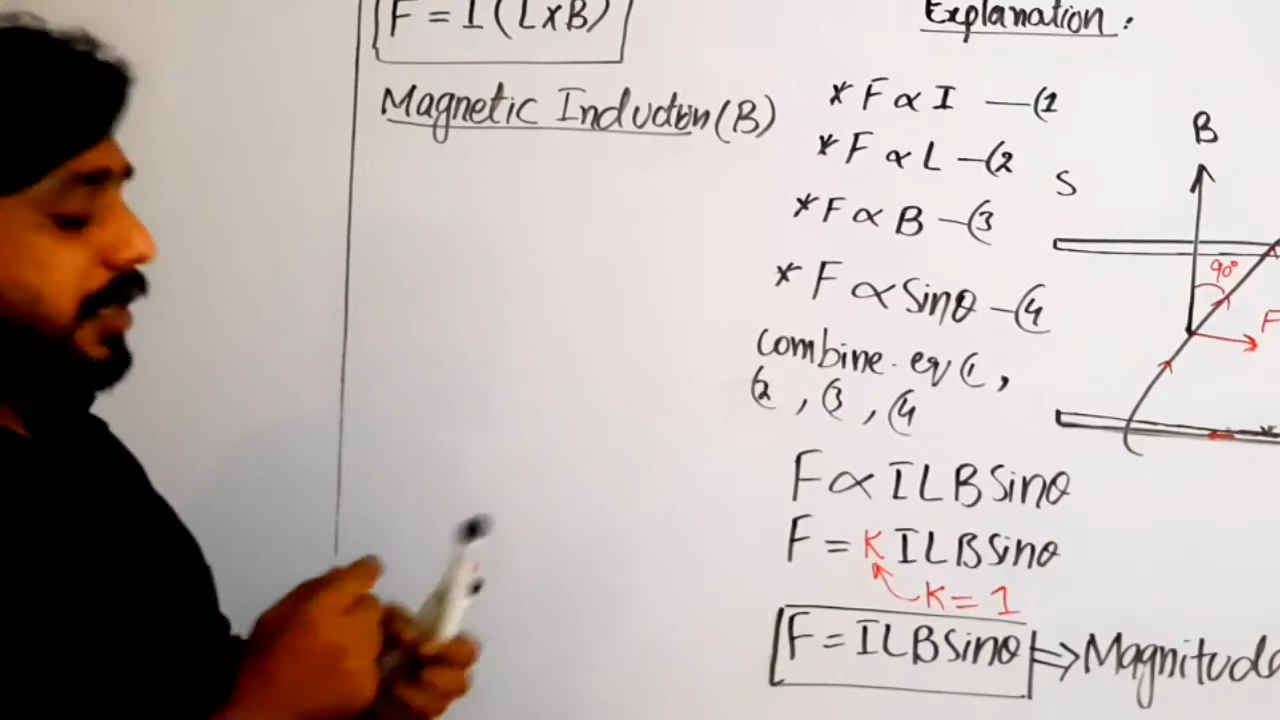 F = I (L x B)
Magnetic Induction (B)
Explanation :
* F ∝ I —(1
* F ∝ L —(2
* F ∝ B —(3
* F ∝ Sinθ —(4
combine eq (1,
(2, (3, (4
F ∝ ILBSinθ
F = K ILBSinθ
K = 1
F = ILBSinθ ⇒ Magnitude
B
S
90°
F